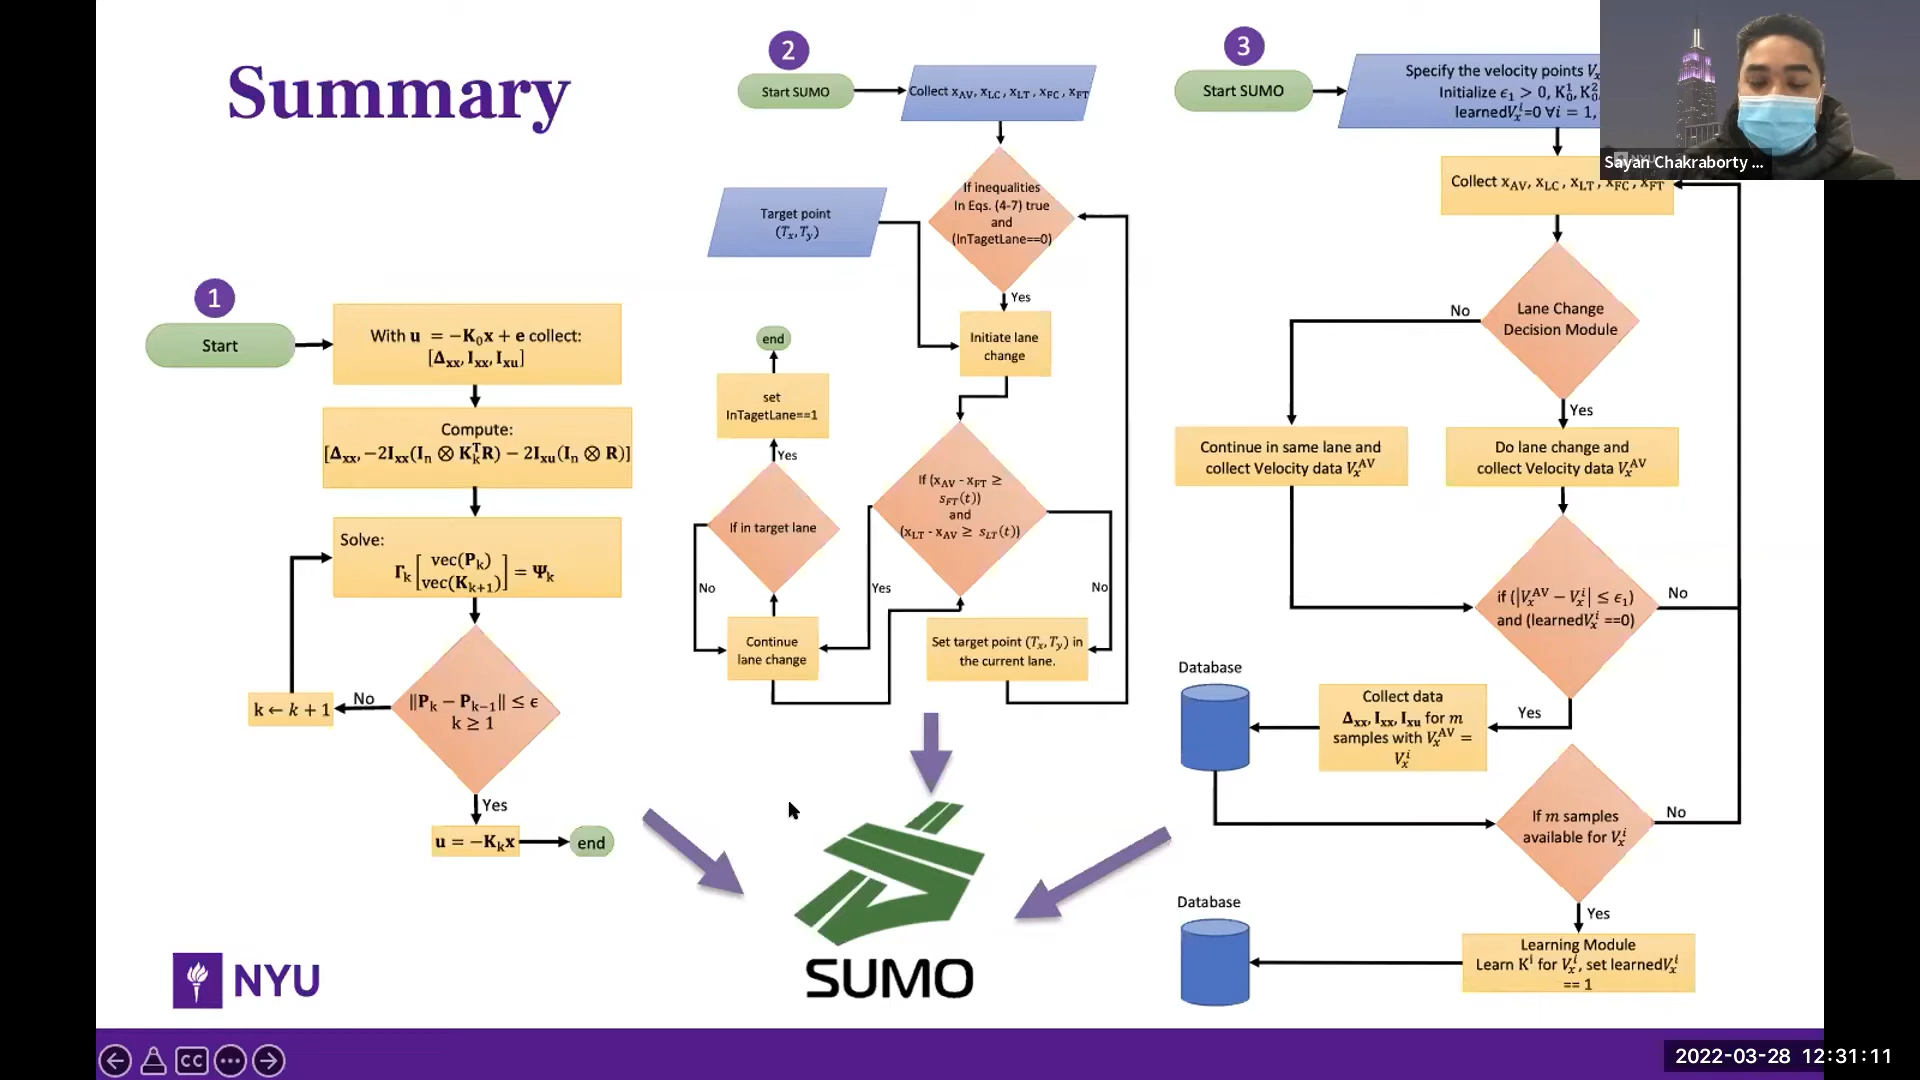 Summary
1
Start
With u = −K₀x + e collect:
[Δxx, Ixx, Ixu]
Compute:
[Δxx, −2Ixx(In ⊗ KkᵀR) − 2Ixu(In ⊗ R)]
Solve:
Γk [ vec(Pk)
vec(Kk+1) ] = Ψk
‖Pk − Pk−1‖ ≤ ϵ
k ≥ 1
No
k ← k + 1
Yes
u = −Kkx
end
NYU
2
Start SUMO
Collect xAV, xLC , xLT , xFC , xFT
If inequalities
In Eqs. (4-7) true
and
(InTagetLane==0)
Target point
(Tx, Ty)
Yes
Initiate lane
change
end
set
InTagetLane==1
Yes
If in target lane
No
If (xAV - xFT ≥
sFT(t))
and
(xLT - xAV ≥ sLT(t))
Yes
No
Continue
lane change
Set target point (Tx, Ty) in
the current lane.
SUMO
3
Start SUMO
Specify the velocity points
Initialize ϵ₁ > 0, K₀¹, K₀²
learnedVxⁱ=0 ∀i = 1,
Collect xAV, xLC , xLT , xFC , xFT
Lane Change
Decision Module
No
Yes
Continue in same lane and
collect Velocity data VxAV
Do lane change and
collect Velocity data VxAV
if (|VxAV − Vxⁱ| ≤ ϵ₁)
and (learnedVxⁱ ==0)
No
Yes
Database
Collect data
Δxx, Ixx, Ixu for m
samples with VxAV =
Vxⁱ
If m samples
available for Vxⁱ
No
Yes
Database
Learning Module
Learn Kⁱ for Vxⁱ, set learnedVxⁱ
== 1
Sayan Chakraborty ...
CC
2022-03-28 12:31:11